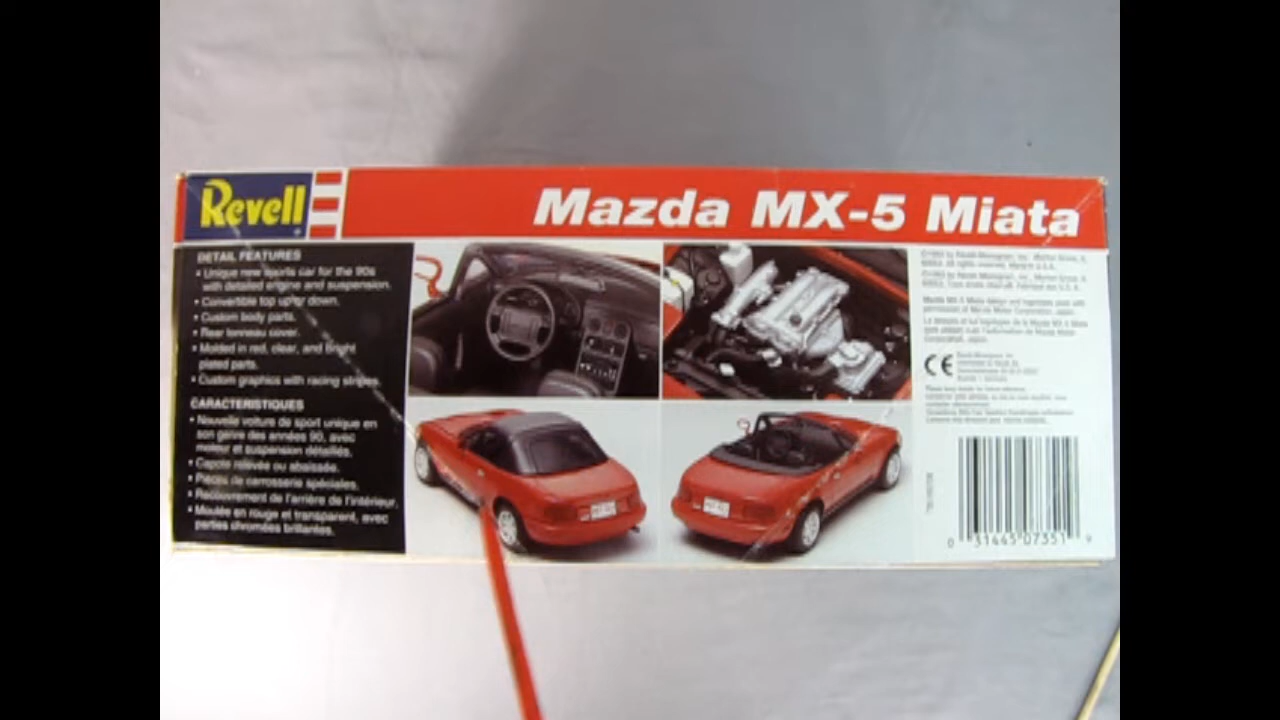 Revell
Mazda MX-5 Miata
DETAIL FEATURES
• Unique new sports car for the 90s
with detailed engine and suspension.
• Convertible top up or down.
• Custom body parts.
• Rear tonneau cover.
• Molded in red, clear, and bright
plated parts.
• Custom graphics with racing stripes.
CARACTERISTIQUES
• Nouvelle voiture de sport unique en
son genre des années 90, avec
moteur et suspension détaillés.
• Capote relevée ou abaissée.
• Pièces de carrosserie spéciales.
• Recouvrement de l'arrière de l'intérieur.
• Moulée en rouge et transparent, avec
parties chromées brillantes.
CE
0 31445 07351 9